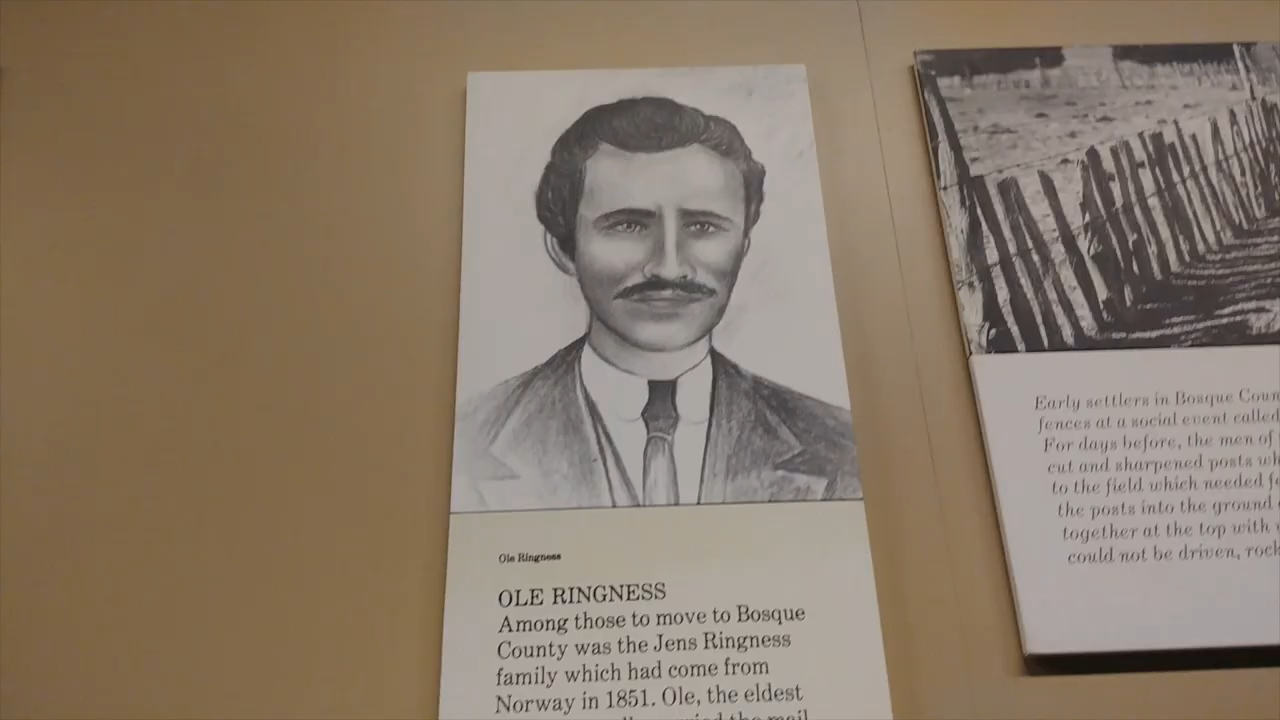 Ole Ringness
OLE RINGNESS
Among those to move to Bosque
County was the Jens Ringness
family which had come from
Norway in 1851. Ole, the eldest
the mail
Early settlers in Bosque
fences at a social event called
For days before, the men of
cut and sharpened posts
to the field which needed
the posts into the ground
together at the top with
could not be driven,